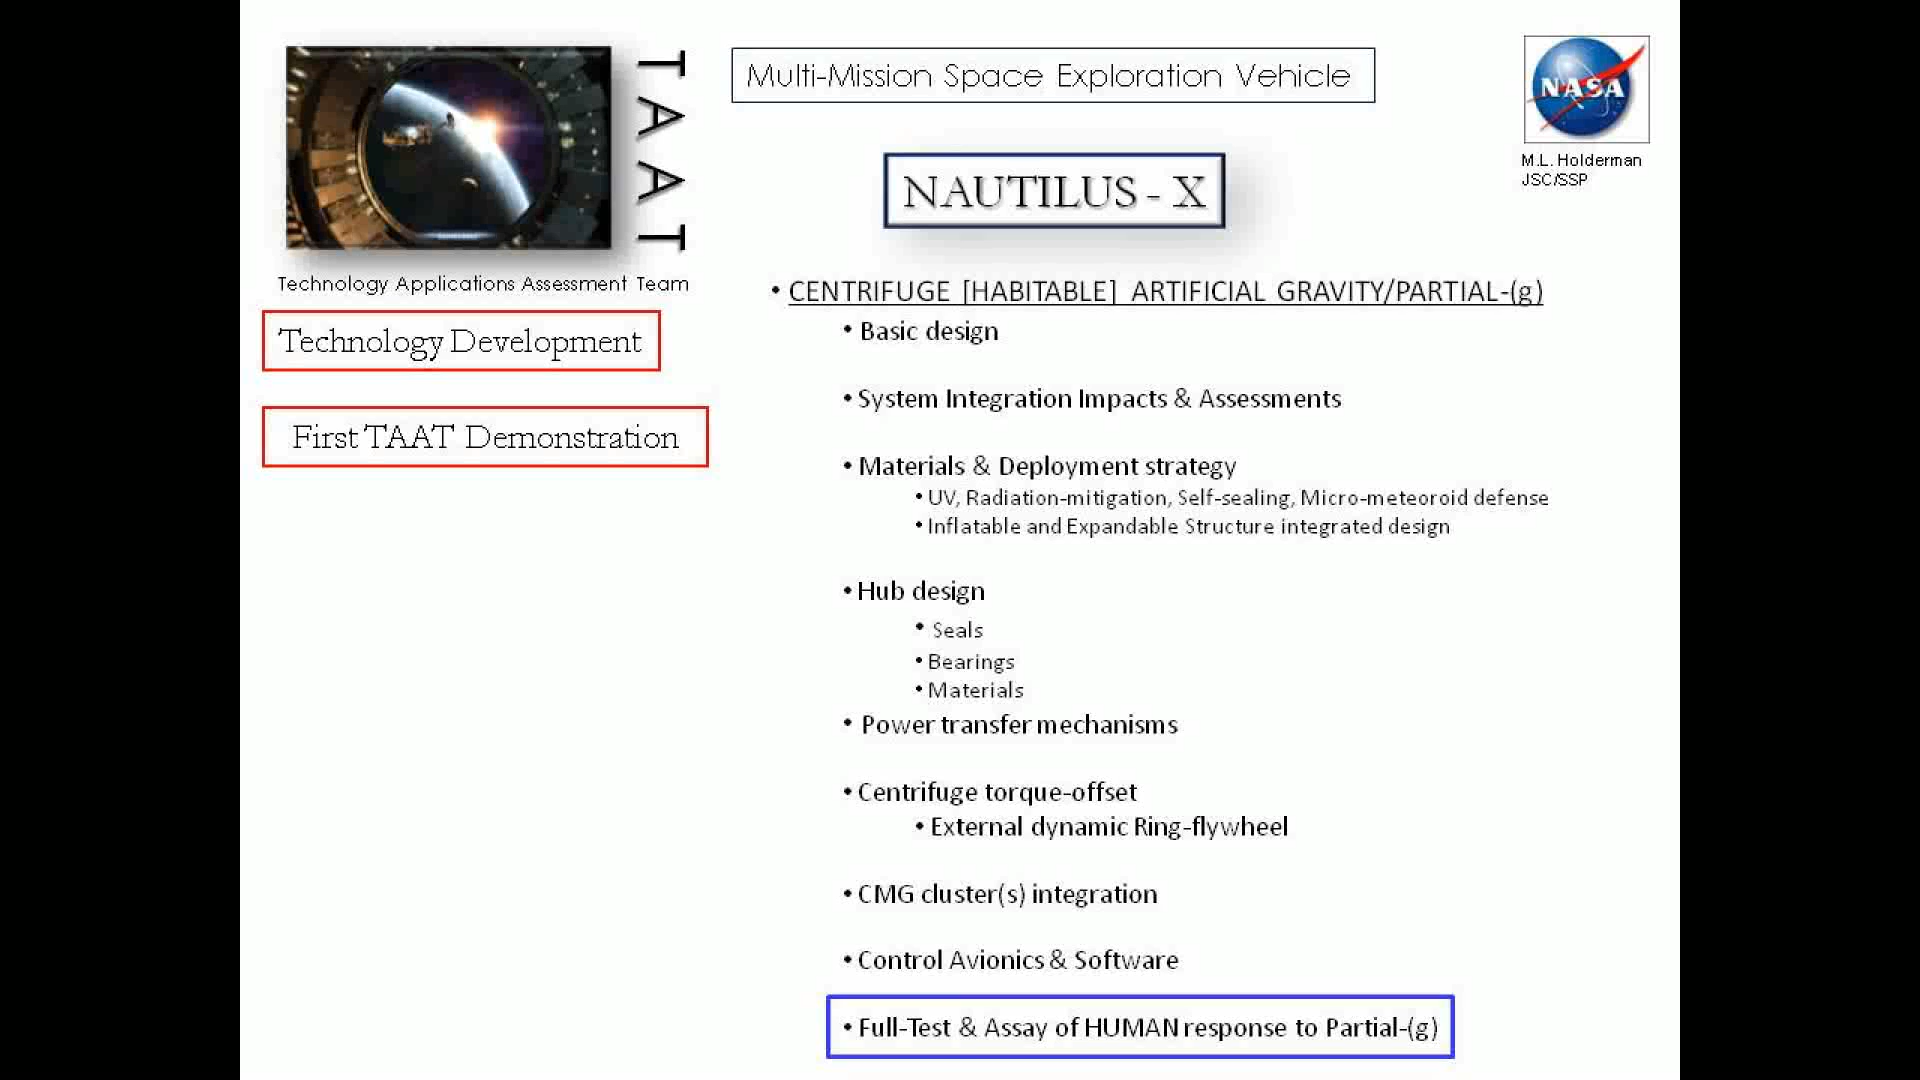 TAAT
Multi-Mission Space Exploration Vehicle
NASA
M.L. Holderman
JSC/SSP
NAUTILUS - X
Technology Applications Assessment Team
Technology Development
First TAAT Demonstration
• CENTRIFUGE [HABITABLE] ARTIFICIAL GRAVITY/PARTIAL-(g)
• Basic design
• System Integration Impacts & Assessments
• Materials & Deployment strategy
• UV, Radiation-mitigation, Self-sealing, Micro-meteoroid defense
• Inflatable and Expandable Structure integrated design
• Hub design
• Seals
• Bearings
• Materials
• Power transfer mechanisms
• Centrifuge torque-offset
• External dynamic Ring-flywheel
• CMG cluster(s) integration
• Control Avionics & Software
• Full-Test & Assay of HUMAN response to Partial-(g)